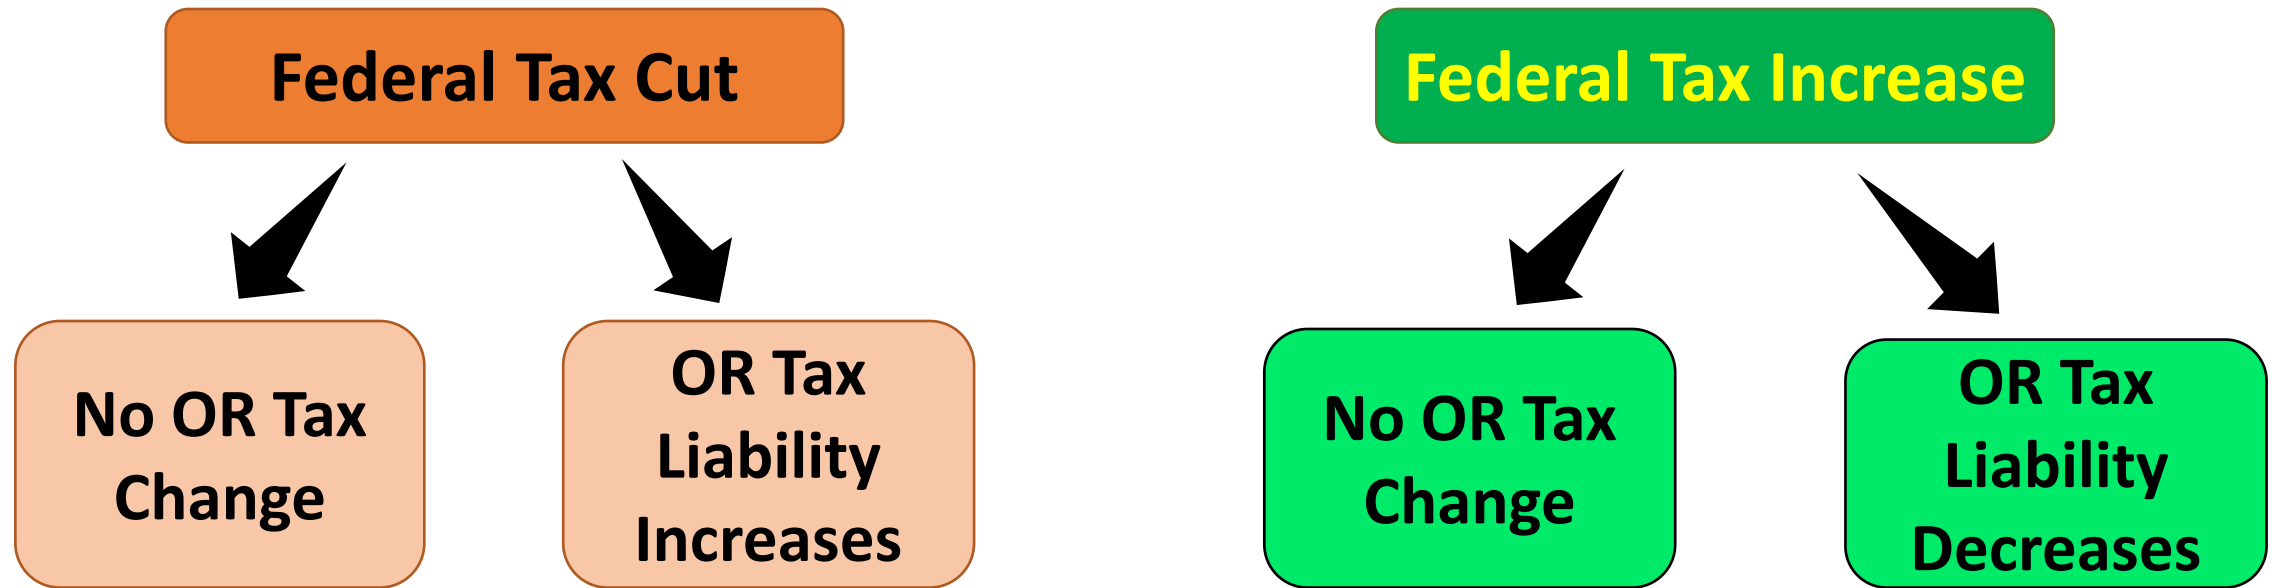 Federal Tax Cut
Federal Tax Increase
No OR Tax
Change
OR Tax
Liability
Increases
No OR Tax
Change
OR Tax
Liability
Decreases